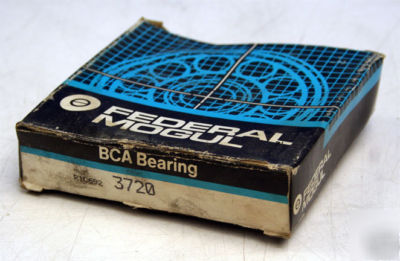 FEDERAL
MOGUL
BCA Bearing
3720
FEDERAL
MOGUL